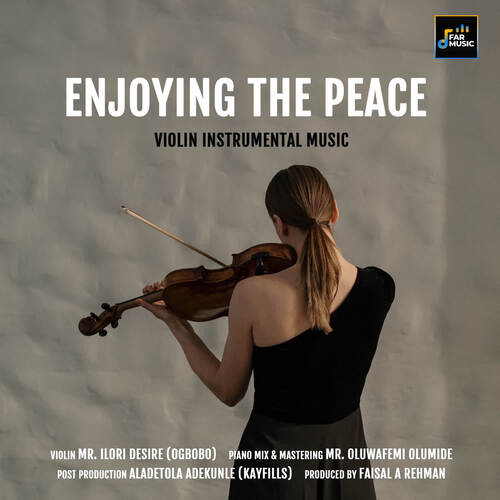 FAR
MUSIC
ENJOYING THE PEACE
VIOLIN INSTRUMENTAL MUSIC
VIOLIN MR. ILORI DESIRE (OGBOBO) PIANO MIX & MASTERING MR. OLUWAFEMI OLUMIDE
POST PRODUCTION ALADETOLA ADEKUNLE (KAYFILLS) PRODUCED BY FAISAL A REHMAN